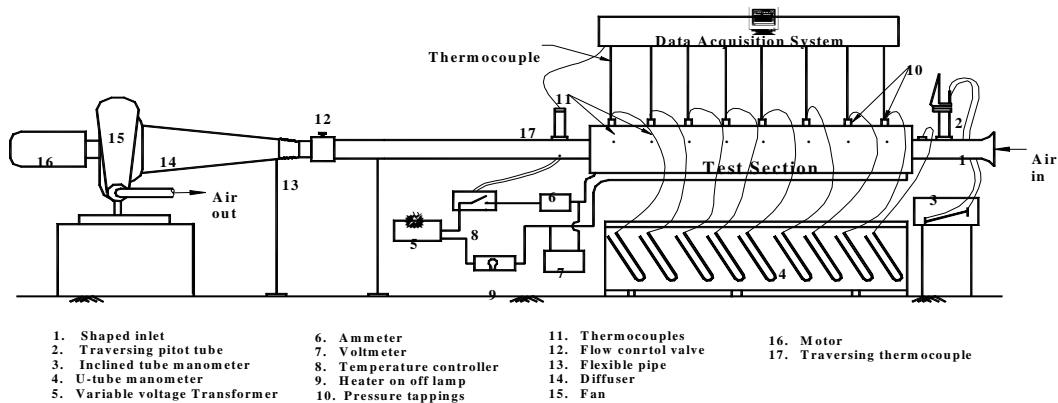 Data Acquisition System
Thermocouple
10
11
12
2
15
17
16
14
Test Section
1
Air in
13
Air out
6
3
8
5
7
4
9
1. Shaped inlet
2. Traversing pitot tube
3. Inclined tube manometer
4. U-tube manometer
5. Variable voltage Transformer
6. Ammeter
7. Voltmeter
8. Temperature controller
9. Heater on off lamp
10. Pressure tappings
11. Thermocouples
12. Flow conrtol valve
13. Flexible pipe
14. Diffuser
15. Fan
16. Motor
17. Traversing thermocouple